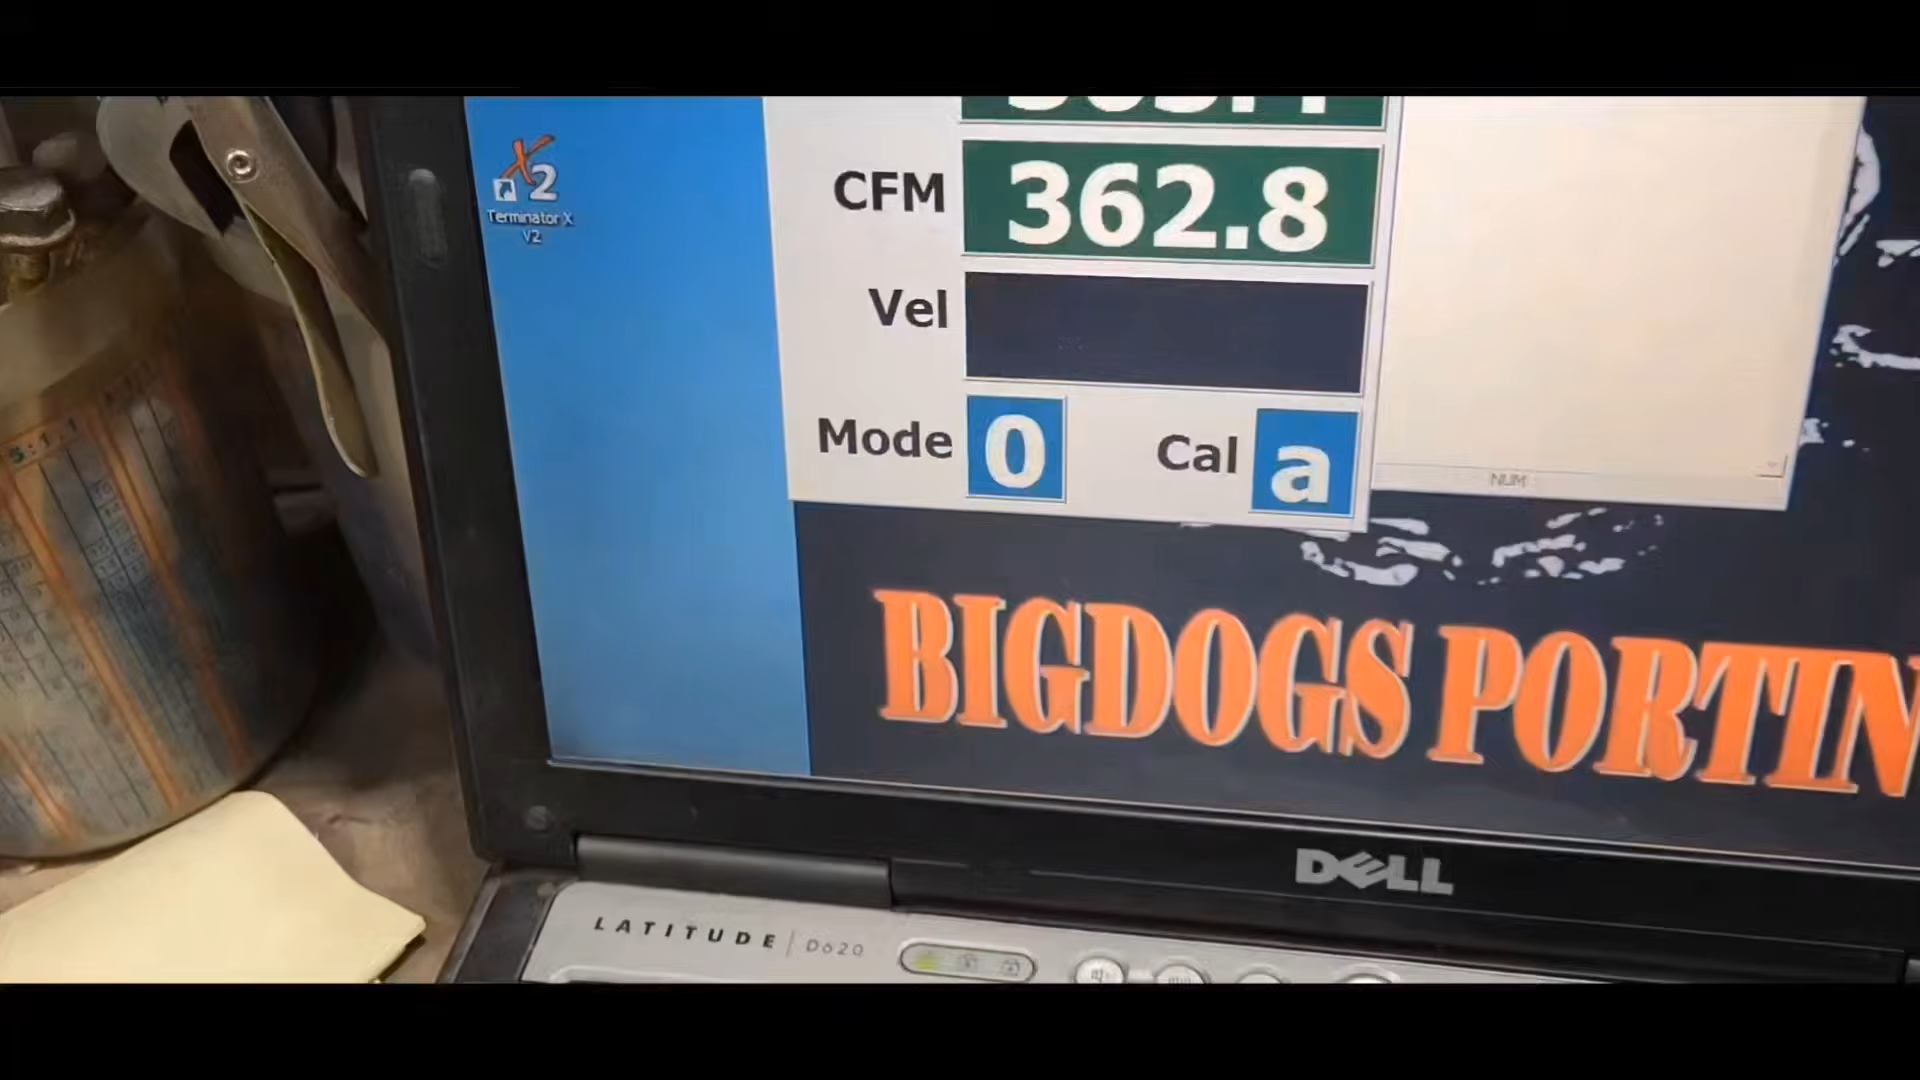 X2
Terminator X
V2
CFM 362.8
Vel
Mode 0 Cal a
NUM
BIGDOGS PORTIN
DELL
LATITUDE | D620